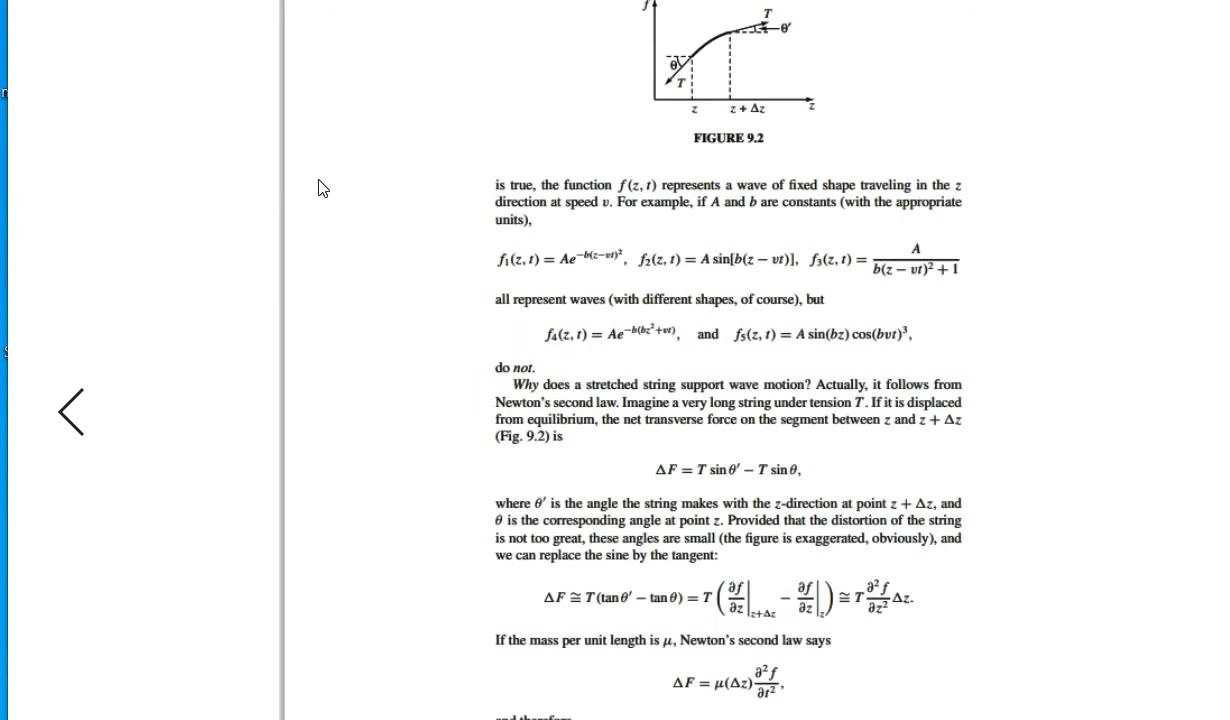 f
T
θ′
θ
T
z
z + Δz
z
FIGURE 9.2
is true, the function f(z, t) represents a wave of fixed shape traveling in the z
direction at speed v. For example, if A and b are constants (with the appropriate
units),
f₁(z, t) = Ae^{−b(z−vt)²}, f₂(z, t) = A sin[b(z − vt)], f₃(z, t) = A / (b(z − vt)² + 1)
all represent waves (with different shapes, of course), but
f₄(z, t) = Ae^{−b(bz²+vt)}, and f₅(z, t) = A sin(bz) cos(bvt)³,
do not.
Why does a stretched string support wave motion? Actually, it follows from
Newton's second law. Imagine a very long string under tension T. If it is displaced
from equilibrium, the net transverse force on the segment between z and z + Δz
(Fig. 9.2) is
ΔF = T sin θ′ − T sin θ,
where θ′ is the angle the string makes with the z-direction at point z + Δz, and
θ is the corresponding angle at point z. Provided that the distortion of the string
is not too great, these angles are small (the figure is exaggerated, obviously), and
we can replace the sine by the tangent:
ΔF ≅ T(tan θ′ − tan θ) = T(∂f/∂z|_{z+Δz} − ∂f/∂z|_z) ≅ T ∂²f/∂z² Δz.
If the mass per unit length is μ, Newton's second law says
ΔF = μ(Δz) ∂²f/∂t²,
and therefore